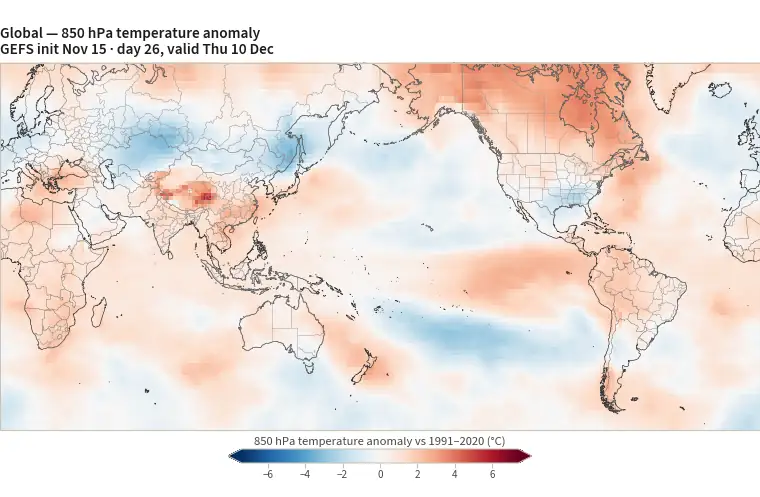 Global — 850 hPa temperature anomaly
GEFS init Nov 15 · day 26, valid Thu 10 Dec
850 hPa temperature anomaly vs 1991–2020 (°C)
−6 −4 −2 0 2 4 6